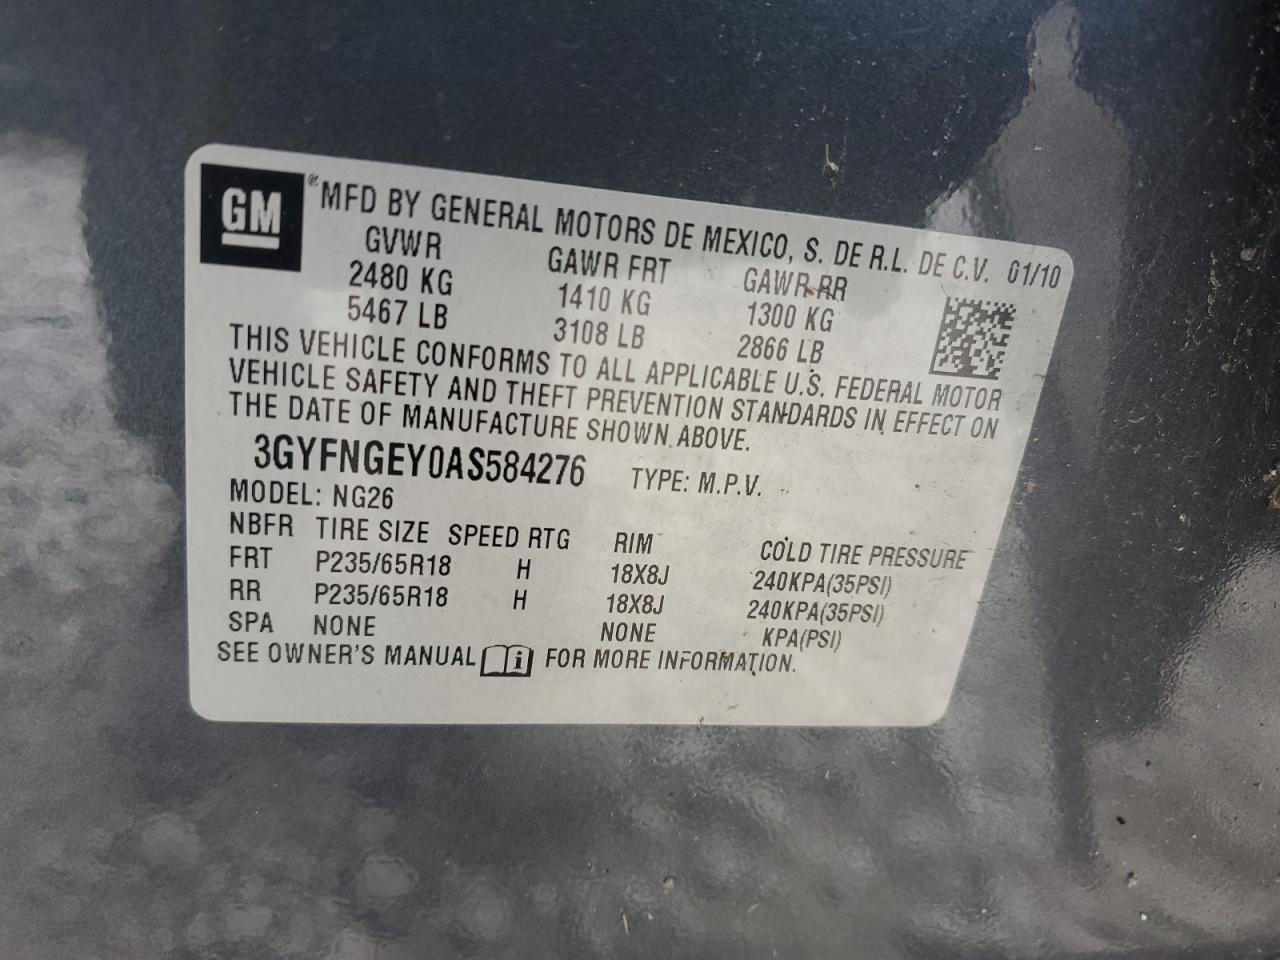 GM ® MFD BY GENERAL MOTORS DE MEXICO, S. DE R.L. DE C.V. 01/10
GVWR GAWR FRT GAWR RR
2480 KG 1410 KG 1300 KG
5467 LB 3108 LB 2866 LB
THIS VEHICLE CONFORMS TO ALL APPLICABLE U.S. FEDERAL MOTOR
VEHICLE SAFETY AND THEFT PREVENTION STANDARDS IN EFFECT ON
THE DATE OF MANUFACTURE SHOWN ABOVE.
3GYFNGEY0AS584276 TYPE: M.P.V.
MODEL: NG26
NBFR TIRE SIZE SPEED RTG RIM COLD TIRE PRESSURE
FRT P235/65R18 H 18X8J 240KPA(35PSI)
RR P235/65R18 H 18X8J 240KPA(35PSI)
SPA NONE NONE KPA(PSI)
SEE OWNER'S MANUAL i FOR MORE INFORMATION.